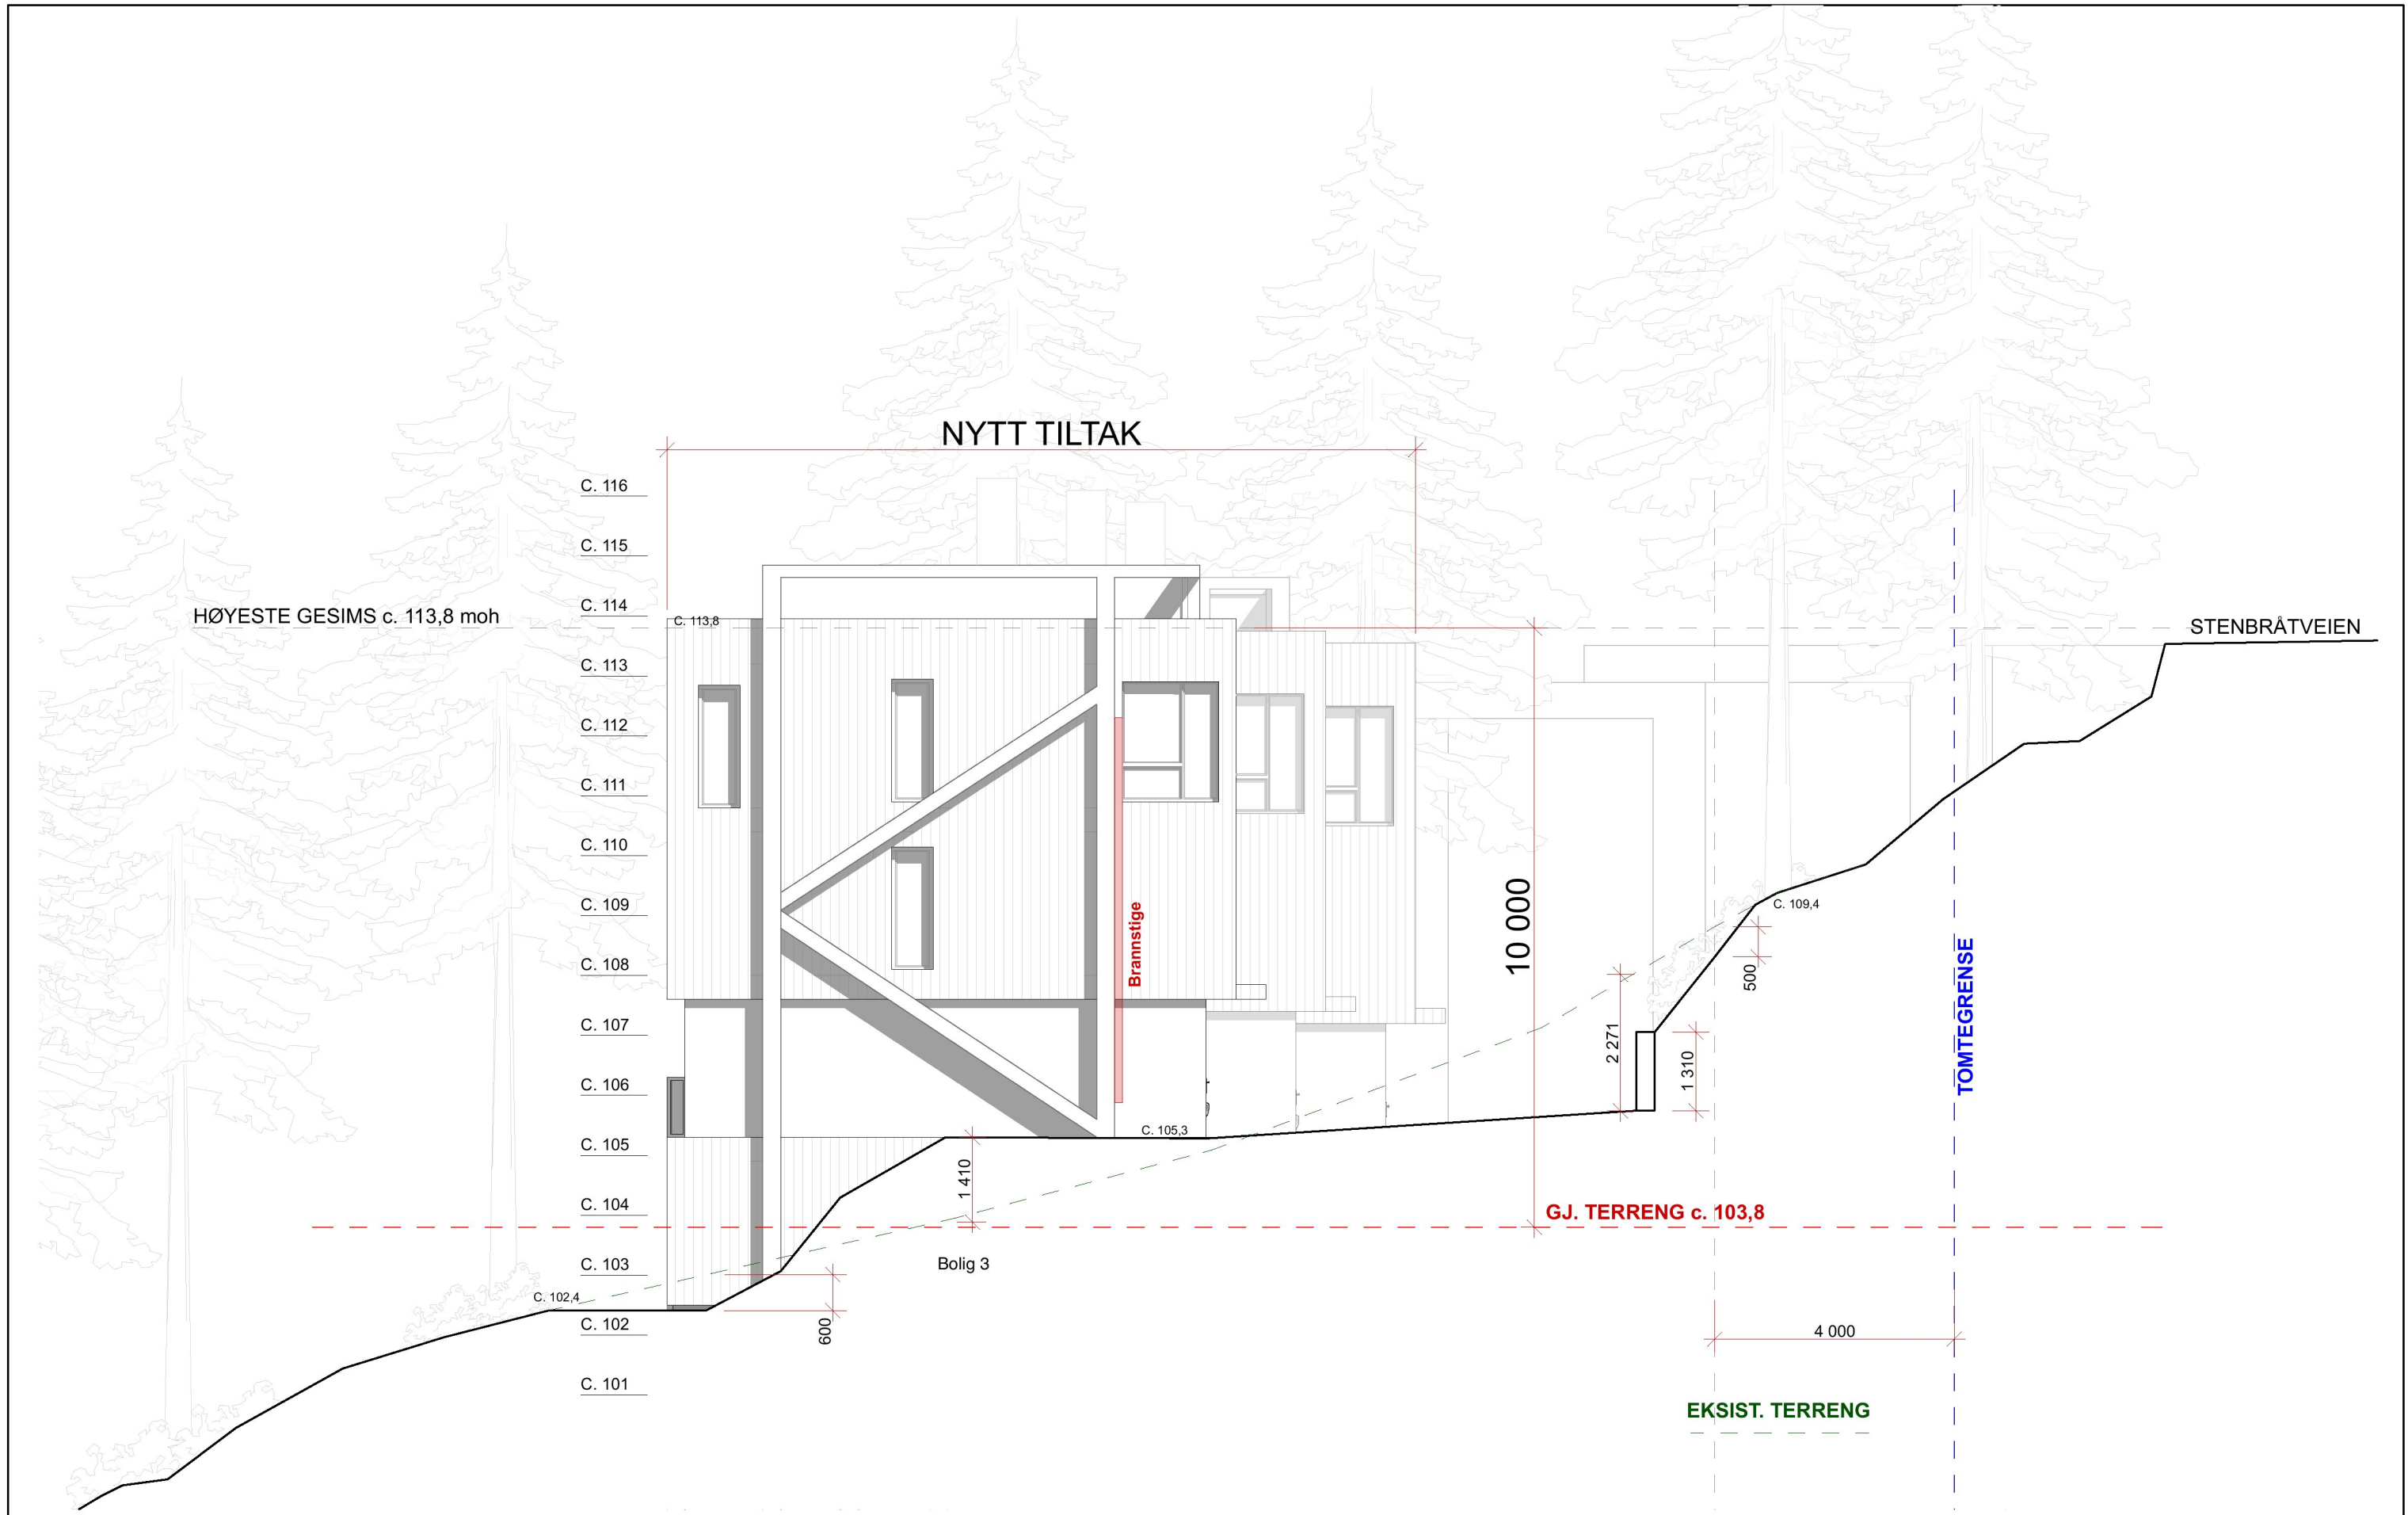 NYTT TILTAK
C. 116
C. 115
C. 114
HØYESTE GESIMS c. 113,8 moh
C. 113,8
STENBRÅTVEIEN
C. 113
C. 112
C. 111
C. 110
C. 109
C. 109,4
C. 108
Brannstige
10 000
500
TOMTEGRENSE
C. 107
2 271
1 310
C. 106
C. 105
C. 105,3
1 410
C. 104
GJ. TERRENG c. 103,8
C. 103
Bolig 3
C. 102,4
C. 102
600
4 000
C. 101
EKSIST. TERRENG